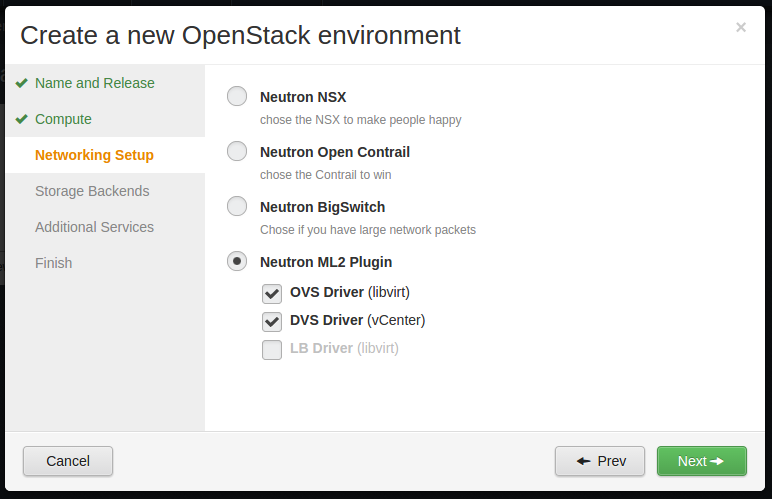 Create a new OpenStack environment
×
Name and Release
Compute
Networking Setup
Storage Backends
Additional Services
Finish
Neutron NSX
chose the NSX to make people happy
Neutron Open Contrail
chose the Contrail to win
Neutron BigSwitch
Chose if you have large network packets
Neutron ML2 Plugin
OVS Driver (libvirt)
DVS Driver (vCenter)
LB Driver (libvirt)
Cancel
Prev
Next